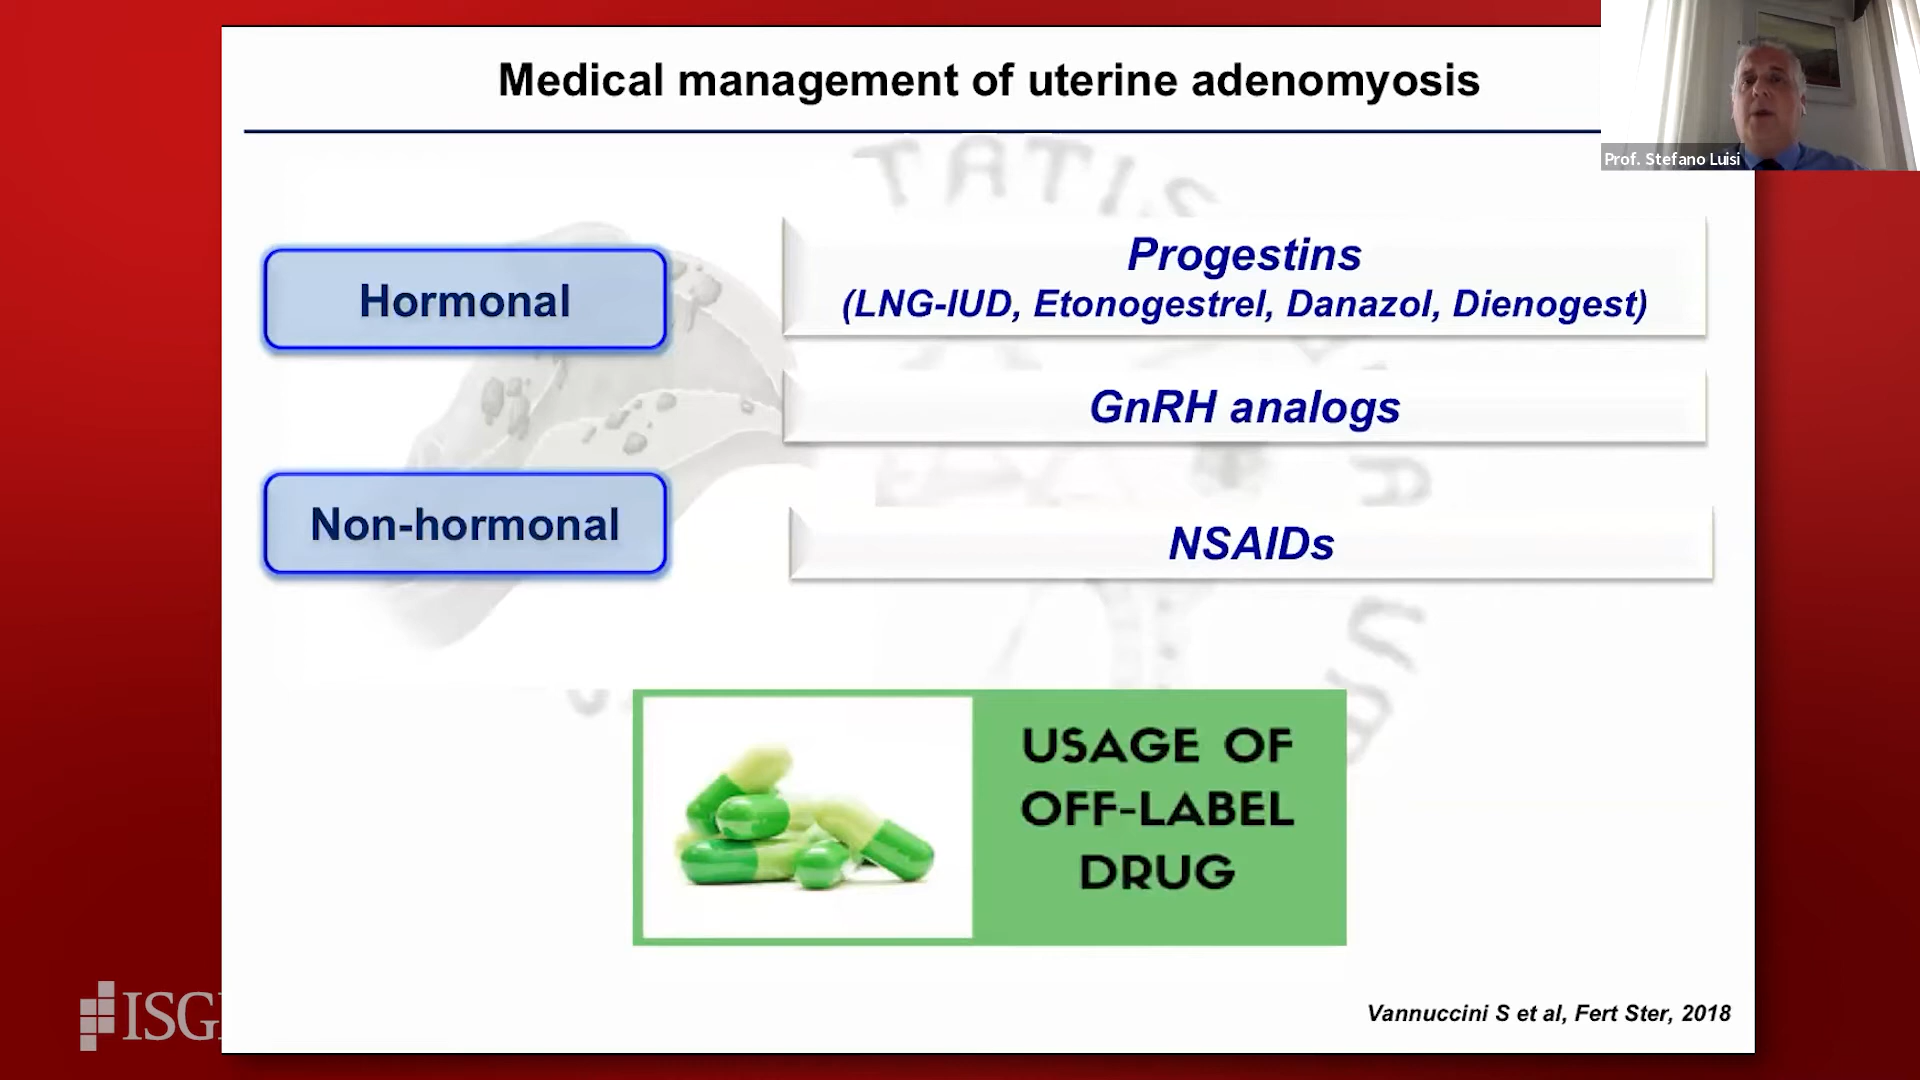 Medical management of uterine adenomyosis
Prof. Stefano Luisi
Hormonal
Progestins
(LNG-IUD, Etonogestrel, Danazol, Dienogest)
GnRH analogs
Non-hormonal
NSAIDs
USAGE OF
OFF-LABEL
DRUG
Vannuccini S et al, Fert Ster, 2018
ISG